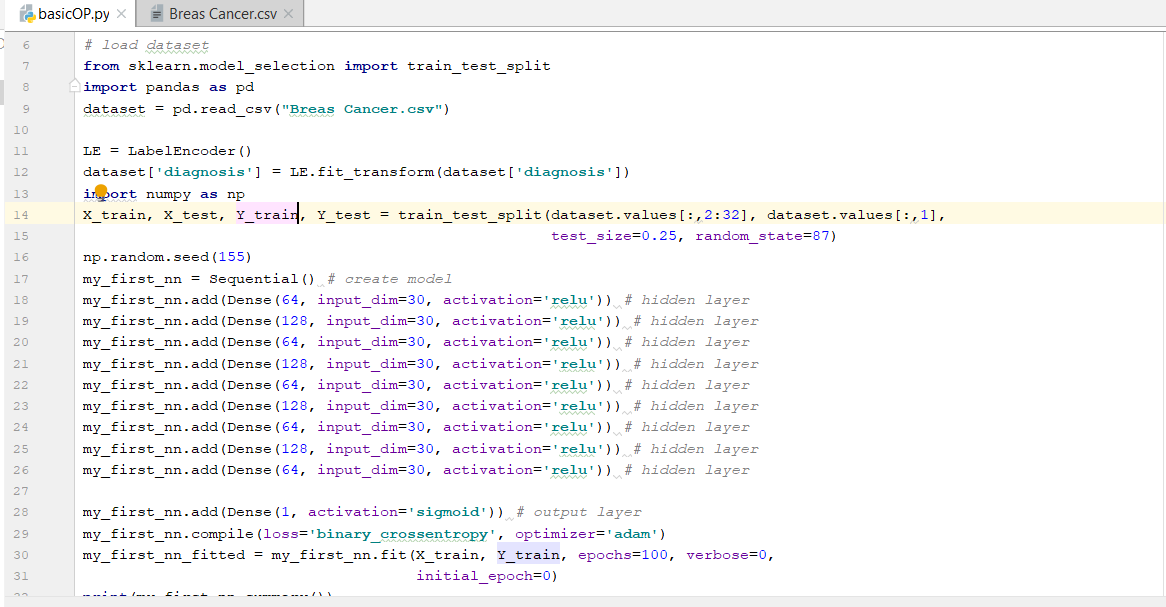 basicOP.py
Breas Cancer.csv
6 # load dataset
7 from sklearn.model_selection import train_test_split
8 import pandas as pd
9 dataset = pd.read_csv("Breas Cancer.csv")
10
11 LE = LabelEncoder()
12 dataset['diagnosis'] = LE.fit_transform(dataset['diagnosis'])
13 import numpy as np
14 X_train, X_test, Y_train, Y_test = train_test_split(dataset.values[:,2:32], dataset.values[:,1],
15 test_size=0.25, random_state=87)
16 np.random.seed(155)
17 my_first_nn = Sequential() # create model
18 my_first_nn.add(Dense(64, input_dim=30, activation='relu')) # hidden layer
19 my_first_nn.add(Dense(128, input_dim=30, activation='relu')) # hidden layer
20 my_first_nn.add(Dense(64, input_dim=30, activation='relu')) # hidden layer
21 my_first_nn.add(Dense(128, input_dim=30, activation='relu')) # hidden layer
22 my_first_nn.add(Dense(64, input_dim=30, activation='relu')) # hidden layer
23 my_first_nn.add(Dense(128, input_dim=30, activation='relu')) # hidden layer
24 my_first_nn.add(Dense(64, input_dim=30, activation='relu')) # hidden layer
25 my_first_nn.add(Dense(128, input_dim=30, activation='relu')) # hidden layer
26 my_first_nn.add(Dense(64, input_dim=30, activation='relu')) # hidden layer
27
28 my_first_nn.add(Dense(1, activation='sigmoid')) # output layer
29 my_first_nn.compile(loss='binary_crossentropy', optimizer='adam')
30 my_first_nn_fitted = my_first_nn.fit(X_train, Y_train, epochs=100, verbose=0,
31 initial_epoch=0)